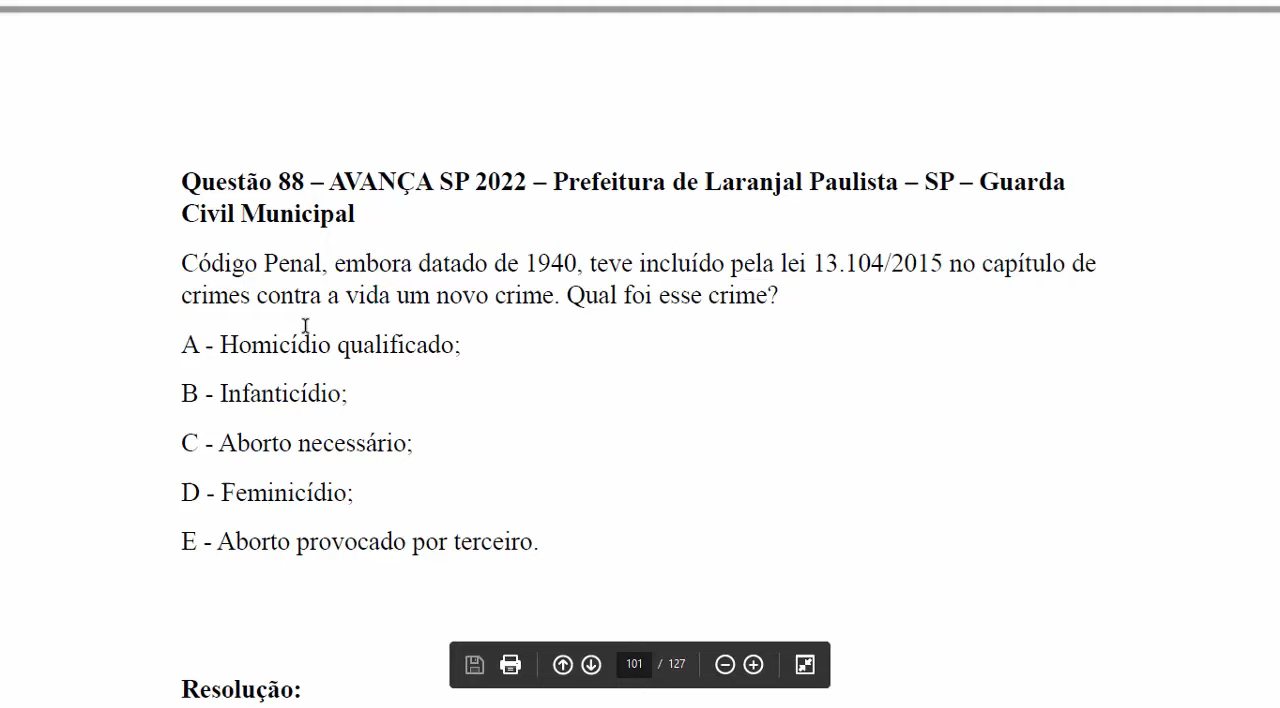 Questão 88 – AVANÇA SP 2022 – Prefeitura de Laranjal Paulista – SP – Guarda
Civil Municipal
Código Penal, embora datado de 1940, teve incluído pela lei 13.104/2015 no capítulo de
crimes contra a vida um novo crime. Qual foi esse crime?
A - Homicídio qualificado;
B - Infanticídio;
C - Aborto necessário;
D - Feminicídio;
E - Aborto provocado por terceiro.
101 / 127
Resolução: